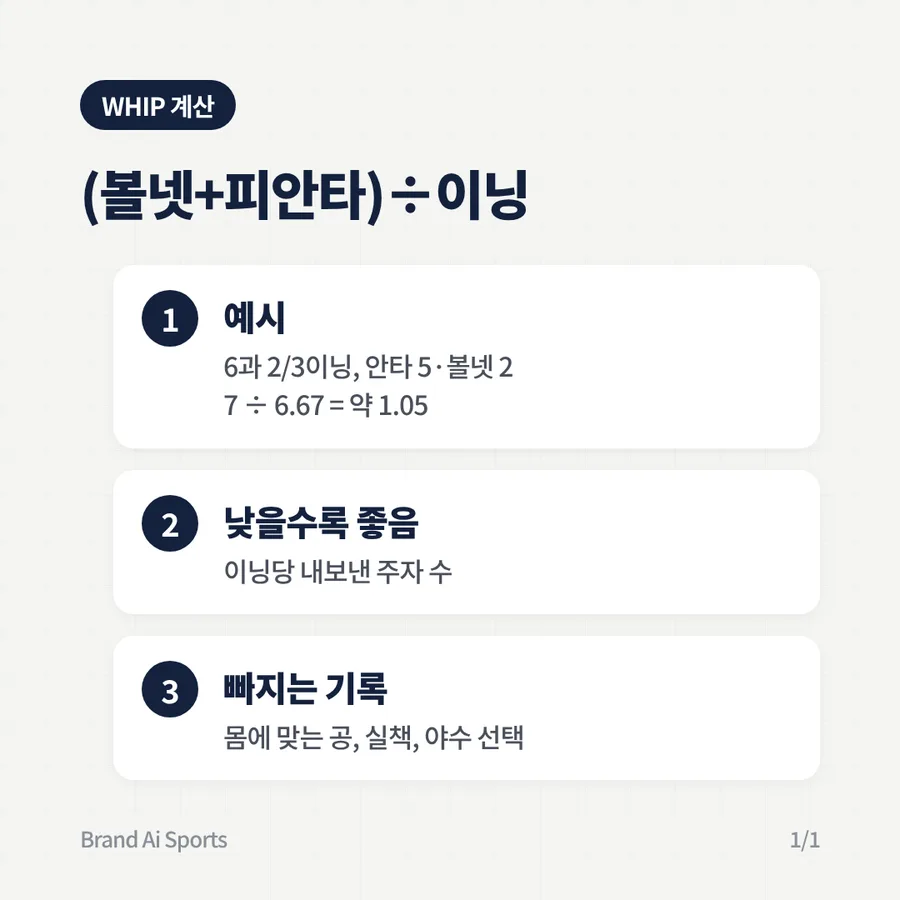 WHIP 계산
(볼넷+피안타)÷이닝
1
예시
6과 2/3이닝, 안타 5·볼넷 2
7 ÷ 6.67 = 약 1.05
2
낮을수록 좋음
이닝당 내보낸 주자 수
3
빠지는 기록
몸에 맞는 공, 실책, 야수 선택
Brand Ai Sports
1/1